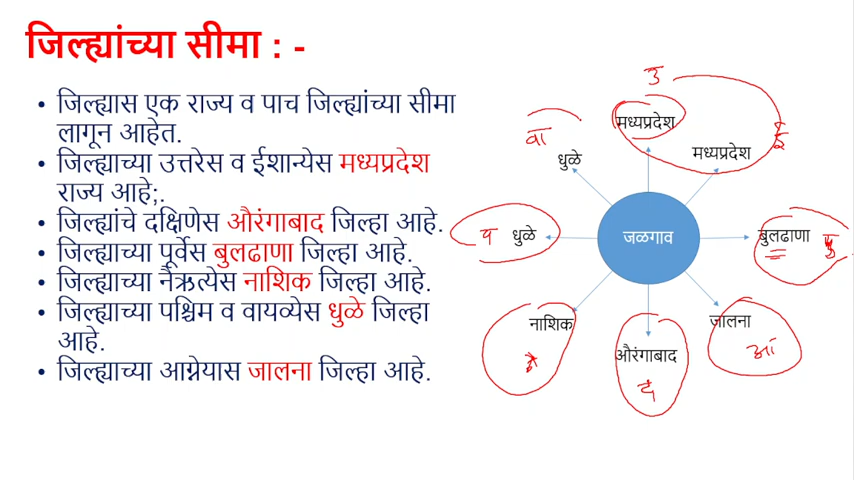 जिल्ह्यांच्या सीमा : -
• जिल्ह्यास एक राज्य व पाच जिल्ह्यांच्या सीमा
लागून आहेत.
• जिल्ह्याच्या उत्तरेस व ईशान्येस मध्यप्रदेश
राज्य आहे;.
• जिल्ह्यांचे दक्षिणेस औरंगाबाद जिल्हा आहे.
• जिल्ह्याच्या पूर्वेस बुलढाणा जिल्हा आहे.
• जिल्ह्याच्या नैऋत्येस नाशिक जिल्हा आहे.
• जिल्ह्याच्या पश्चिम व वायव्येस धुळे जिल्हा
आहे.
• जिल्ह्याच्या आग्नेयास जालना जिल्हा आहे.
उ
मध्यप्रदेश
वा
धुळे
मध्यप्रदेश
ई
प
धुळे
जळगाव
बुलढाणा
नाशिक
नै
औरंगाबाद
द
जालना
आ